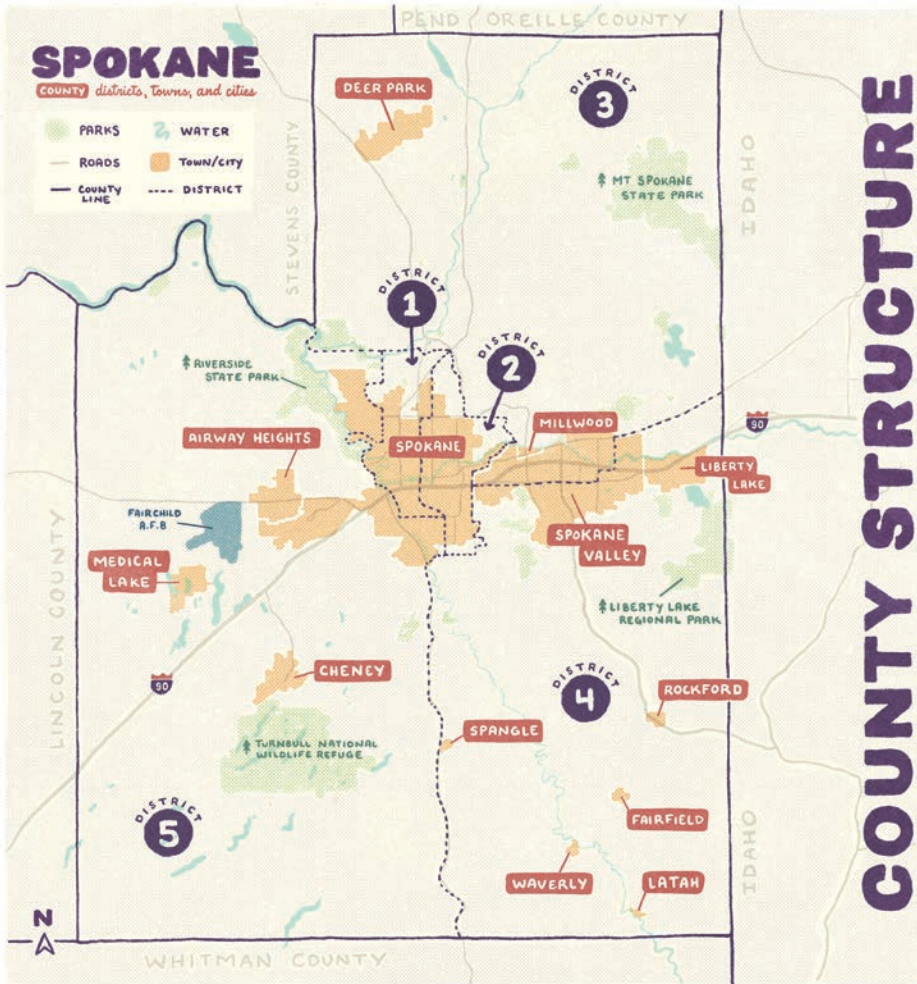 PEND OREILLE COUNTY
SPOKANE
COUNTY districts, towns, and cities
PARKS
WATER
ROADS
TOWN/CITY
COUNTY
LINE
DISTRICT
STEVENS COUNTY
DEER PARK
DISTRICT
3
MT SPOKANE
STATE PARK
IDAHO
COUNTY STRUCTURE
DISTRICT
1
DISTRICT
2
RIVERSIDE
STATE PARK
AIRWAY HEIGHTS
SPOKANE
MILLWOOD
90
LIBERTY
LAKE
FAIRCHILD
A.F.B
SPOKANE
VALLEY
MEDICAL
LAKE
LINCOLN COUNTY
LIBERTY LAKE
REGIONAL PARK
90
CHENEY
DISTRICT
4
ROCKFORD
SPANGLE
TURNBULL NATIONAL
WILDLIFE REFUGE
DISTRICT
5
FAIRFIELD
WAVERLY
LATAH
IDAHO
N
WHITMAN COUNTY